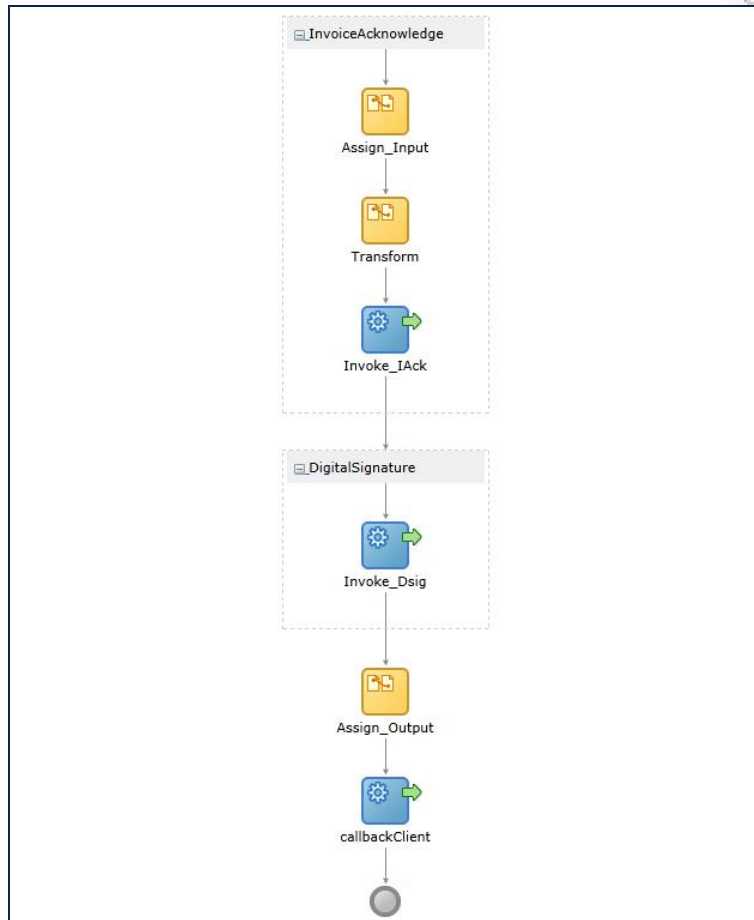 InvoiceAcknowledge
Assign_Input
Transform
Invoke_IAck
DigitalSignature
Invoke_Dsig
Assign_Output
callbackClient